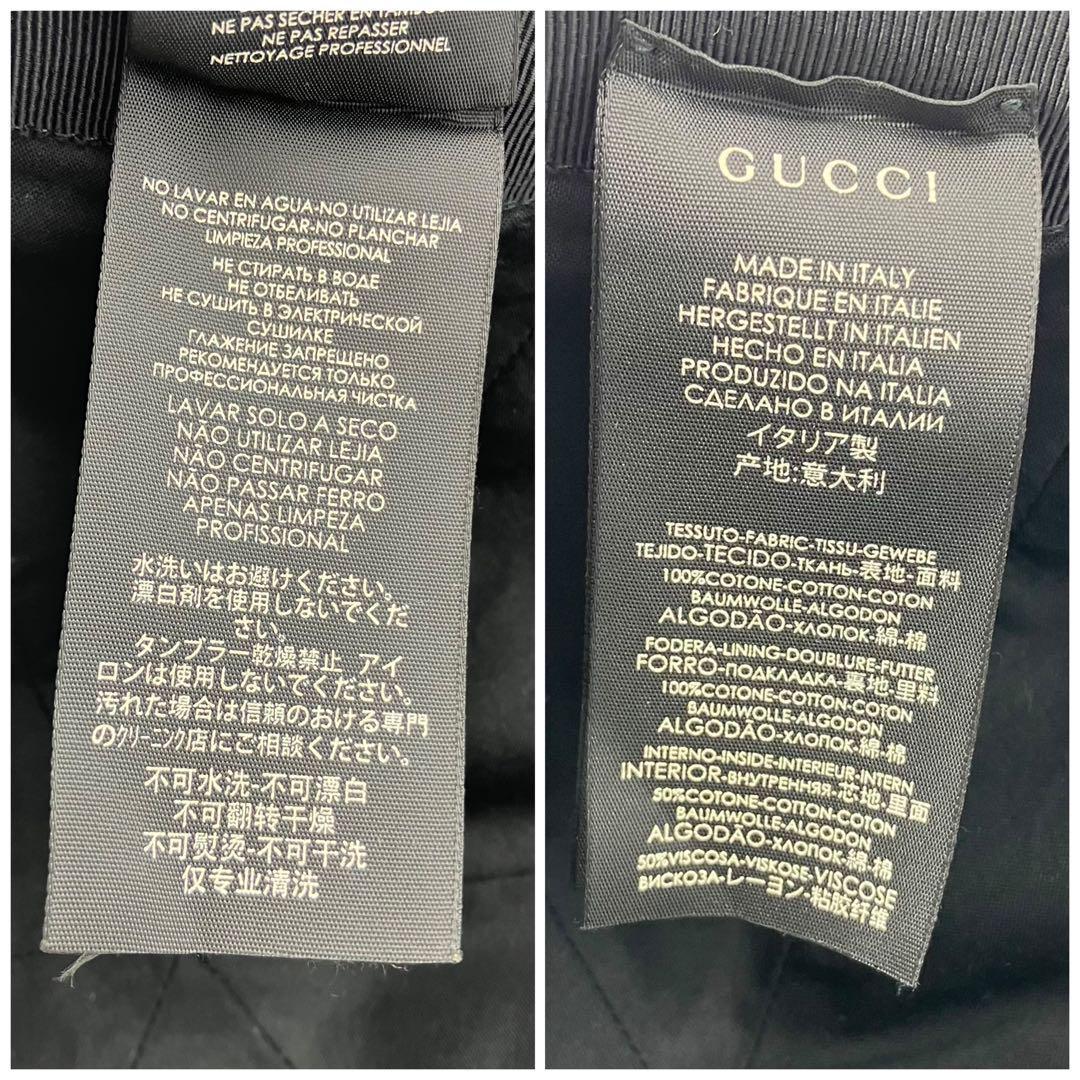 NE PAS SÉCHER EN TAMBOUR
NE PAS REPASSER
NETTOYAGE PROFESSIONNEL
NO LAVAR EN AGUA-NO UTILIZAR LEJIA
NO CENTRIFUGAR-NO PLANCHAR
LIMPIEZA PROFESSIONAL
НЕ СТИРАТЬ В ВОДЕ
НЕ ОТБЕЛИВАТЬ
НЕ СУШИТЬ В ЭЛЕКТРИЧЕСКОЙ
СУШИЛКЕ
ГЛАЖЕНИЕ ЗАПРЕЩЕНО
РЕКОМЕНДУЕТСЯ ТОЛЬКО
ПРОФЕССИОНАЛЬНАЯ ЧИСТКА
LAVAR SOLO A SECO
NÃO UTILIZAR LEJIA
NÃO CENTRIFUGAR
NÃO PASSAR FERRO
APENAS LIMPEZA
PROFISSIONAL
水洗いはお避けください。
漂白剤を使用しないでくだ
さい。
タンブラー乾燥禁止 アイ
ロンは使用しないでください。
汚れた場合は信頼のおける専門
のクリーニング店にご相談ください。
不可水洗-不可漂白
不可翻转干燥
不可熨烫-不可干洗
仅专业清洗
GUCCI
MADE IN ITALY
FABRIQUE EN ITALIE
HERGESTELLT IN ITALIEN
HECHO EN ITALIA
PRODUZIDO NA ITALIA
СДЕЛАНО В ИТАЛИИ
イタリア製
产地:意大利
TESSUTO-FABRIC-TISSU-GEWEBE
TEJIDO-TECIDO-ТКАНЬ-表地-面料
100%COTONE-COTTON-COTON
BAUMWOLLE-ALGODON
ALGODÃO-ХЛОПОК-綿-棉
FODERA-LINING-DOUBLURE-FUTTER
FORRO-ПОДКЛАДКА-裏地-里料
100%COTONE-COTTON-COTON
BAUMWOLLE-ALGODON
ALGODÃO-ХЛОПОК-綿-棉
INTERNO-INSIDE-INTERIEUR-INTERN
INTERIOR-ВНУТРЕННЯЯ-芯地-里面
50%COTONE-COTTON-COTON
BAUMWOLLE-ALGODON
ALGODÃO-ХЛОПОК-綿-棉
50%VISCOSA-VISKOSE-VISCOSE
ВИСКОЗА-レーヨン-粘胶纤维